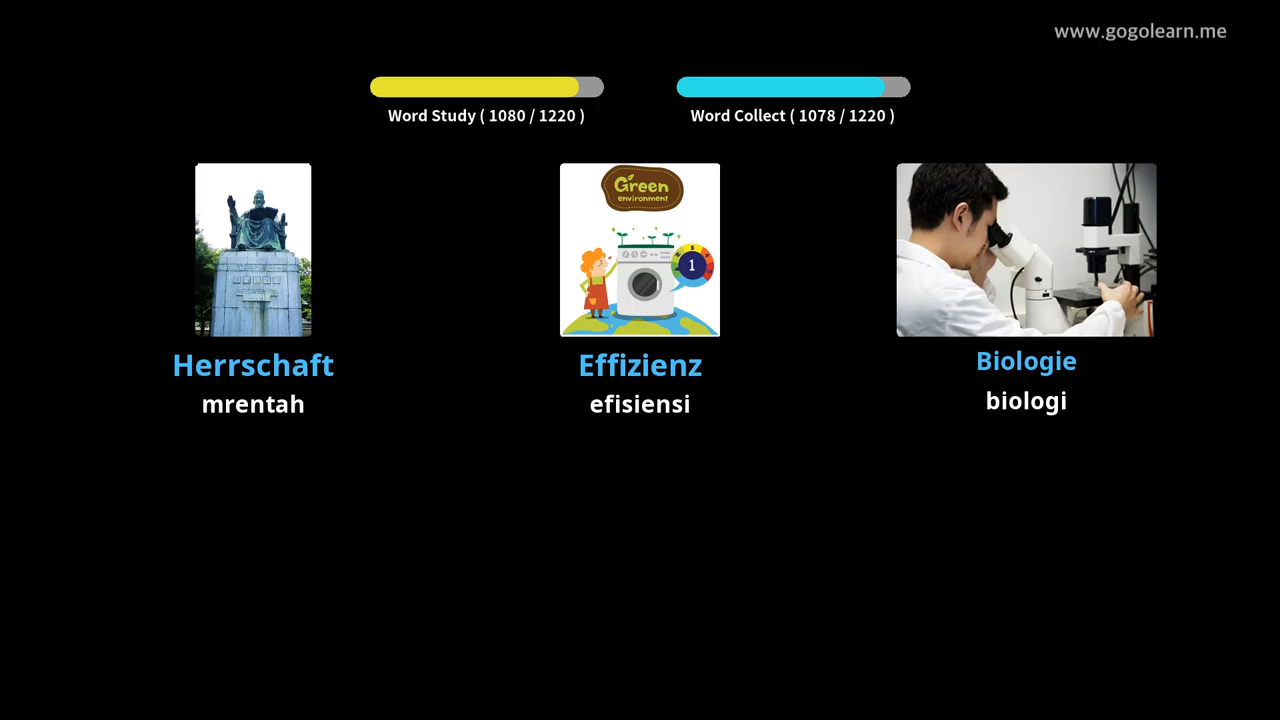 www.gogolearn.me
Word Study ( 1080 / 1220 )
Word Collect ( 1078 / 1220 )
Green
environment
1
Herrschaft
Effizienz
Biologie
mrentah
efisiensi
biologi